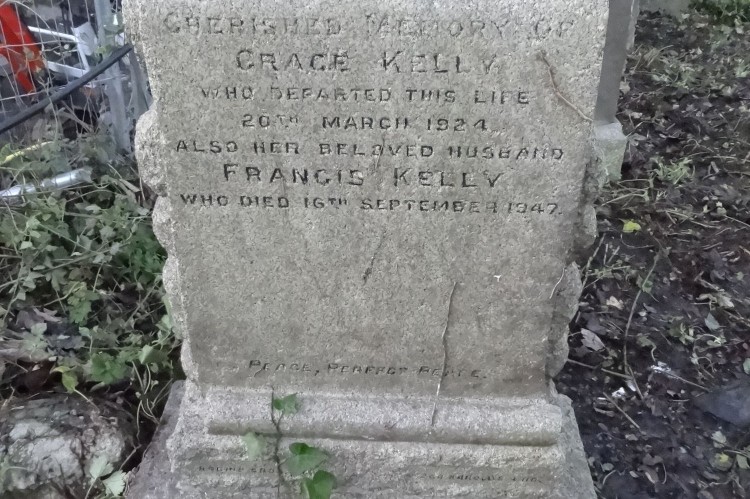 CHERISHED MEMORY OF
GRACE KELLY
WHO DEPARTED THIS LIFE
20TH MARCH 1924
ALSO HER BELOVED HUSBAND
FRANCIS KELLY
WHO DIED 16TH SEPTEMBER 1947.
PEACE, PERFECT PEACE.